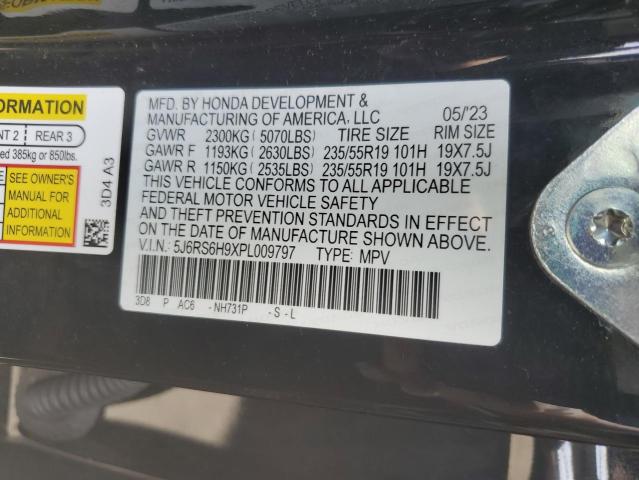 ORMATION
NT 2 REAR 3
ed 385kg or 850lbs.
SEE OWNER'S
MANUAL FOR
ADDITIONAL
INFORMATION
3D4 A3
MFD. BY HONDA DEVELOPMENT &
MANUFACTURING OF AMERICA, LLC 05/'23
GVWR 2300KG ( 5070LBS) TIRE SIZE RIM SIZE
GAWR F 1193KG ( 2630LBS) 235/55R19 101H 19X7.5J
GAWR R 1150KG ( 2535LBS) 235/55R19 101H 19X7.5J
THIS VEHICLE CONFORMS TO ALL APPLICABLE
FEDERAL MOTOR VEHICLE SAFETY
AND THEFT PREVENTION STANDARDS IN EFFECT
ON THE DATE OF MANUFACTURE SHOWN ABOVE.
V.I.N.: 5J6RS6H9XPL009797 TYPE: MPV
3D8 P AC6 -NH731P -S-L